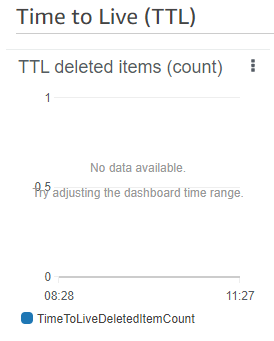 Time to Live (TTL)
TTL deleted items (count)
1
No data available.
0.5
Try adjusting the dashboard time range.
0
08:28 11:27
TimeToLiveDeletedItemCount